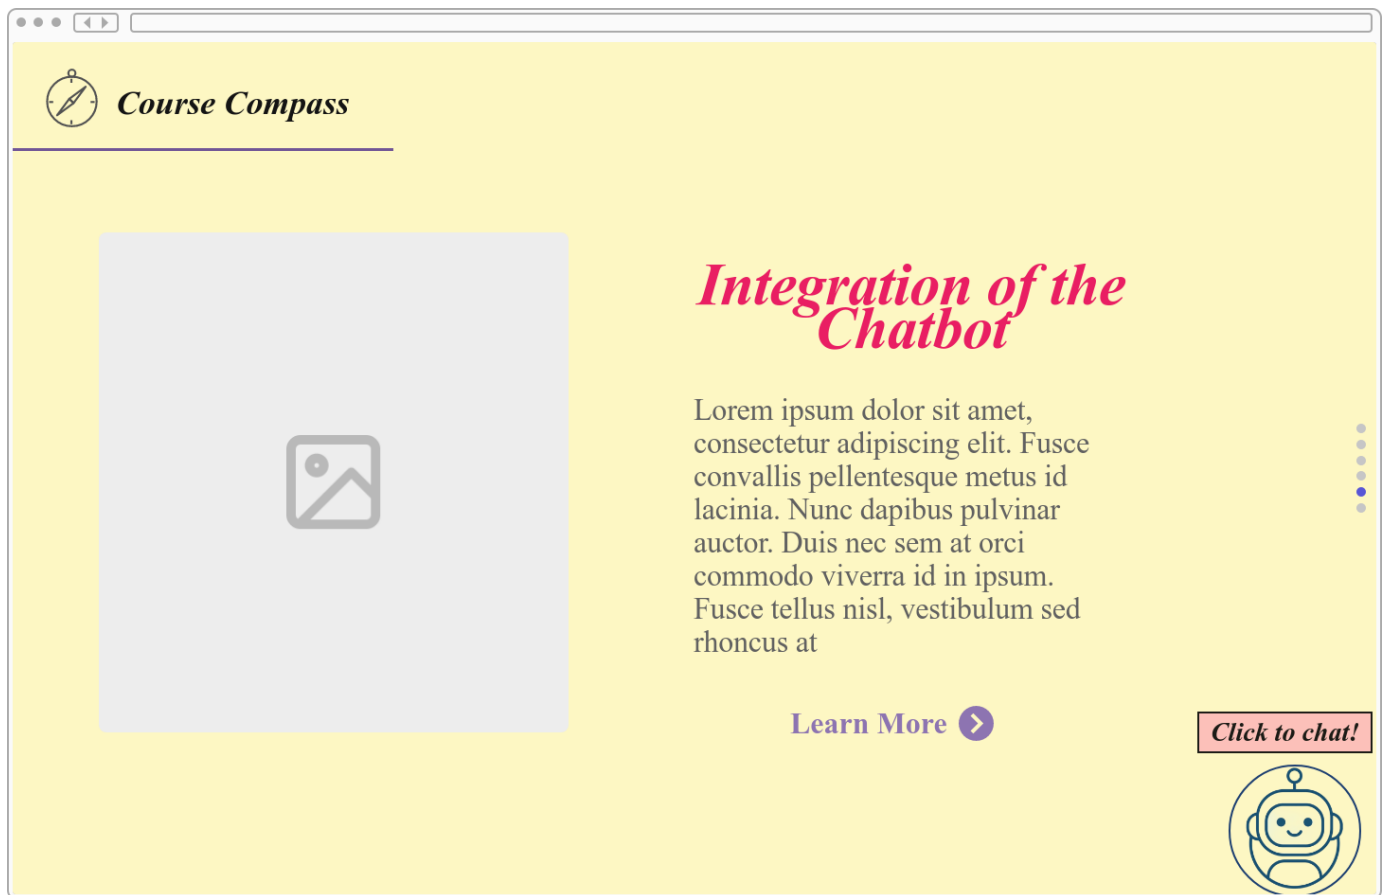 Course Compass
Integration of the
Chatbot
Lorem ipsum dolor sit amet,
consectetur adipiscing elit. Fusce
convallis pellentesque metus id
lacinia. Nunc dapibus pulvinar
auctor. Duis nec sem at orci
commodo viverra id in ipsum.
Fusce tellus nisl, vestibulum sed
rhoncus at
Learn More
Click to chat!